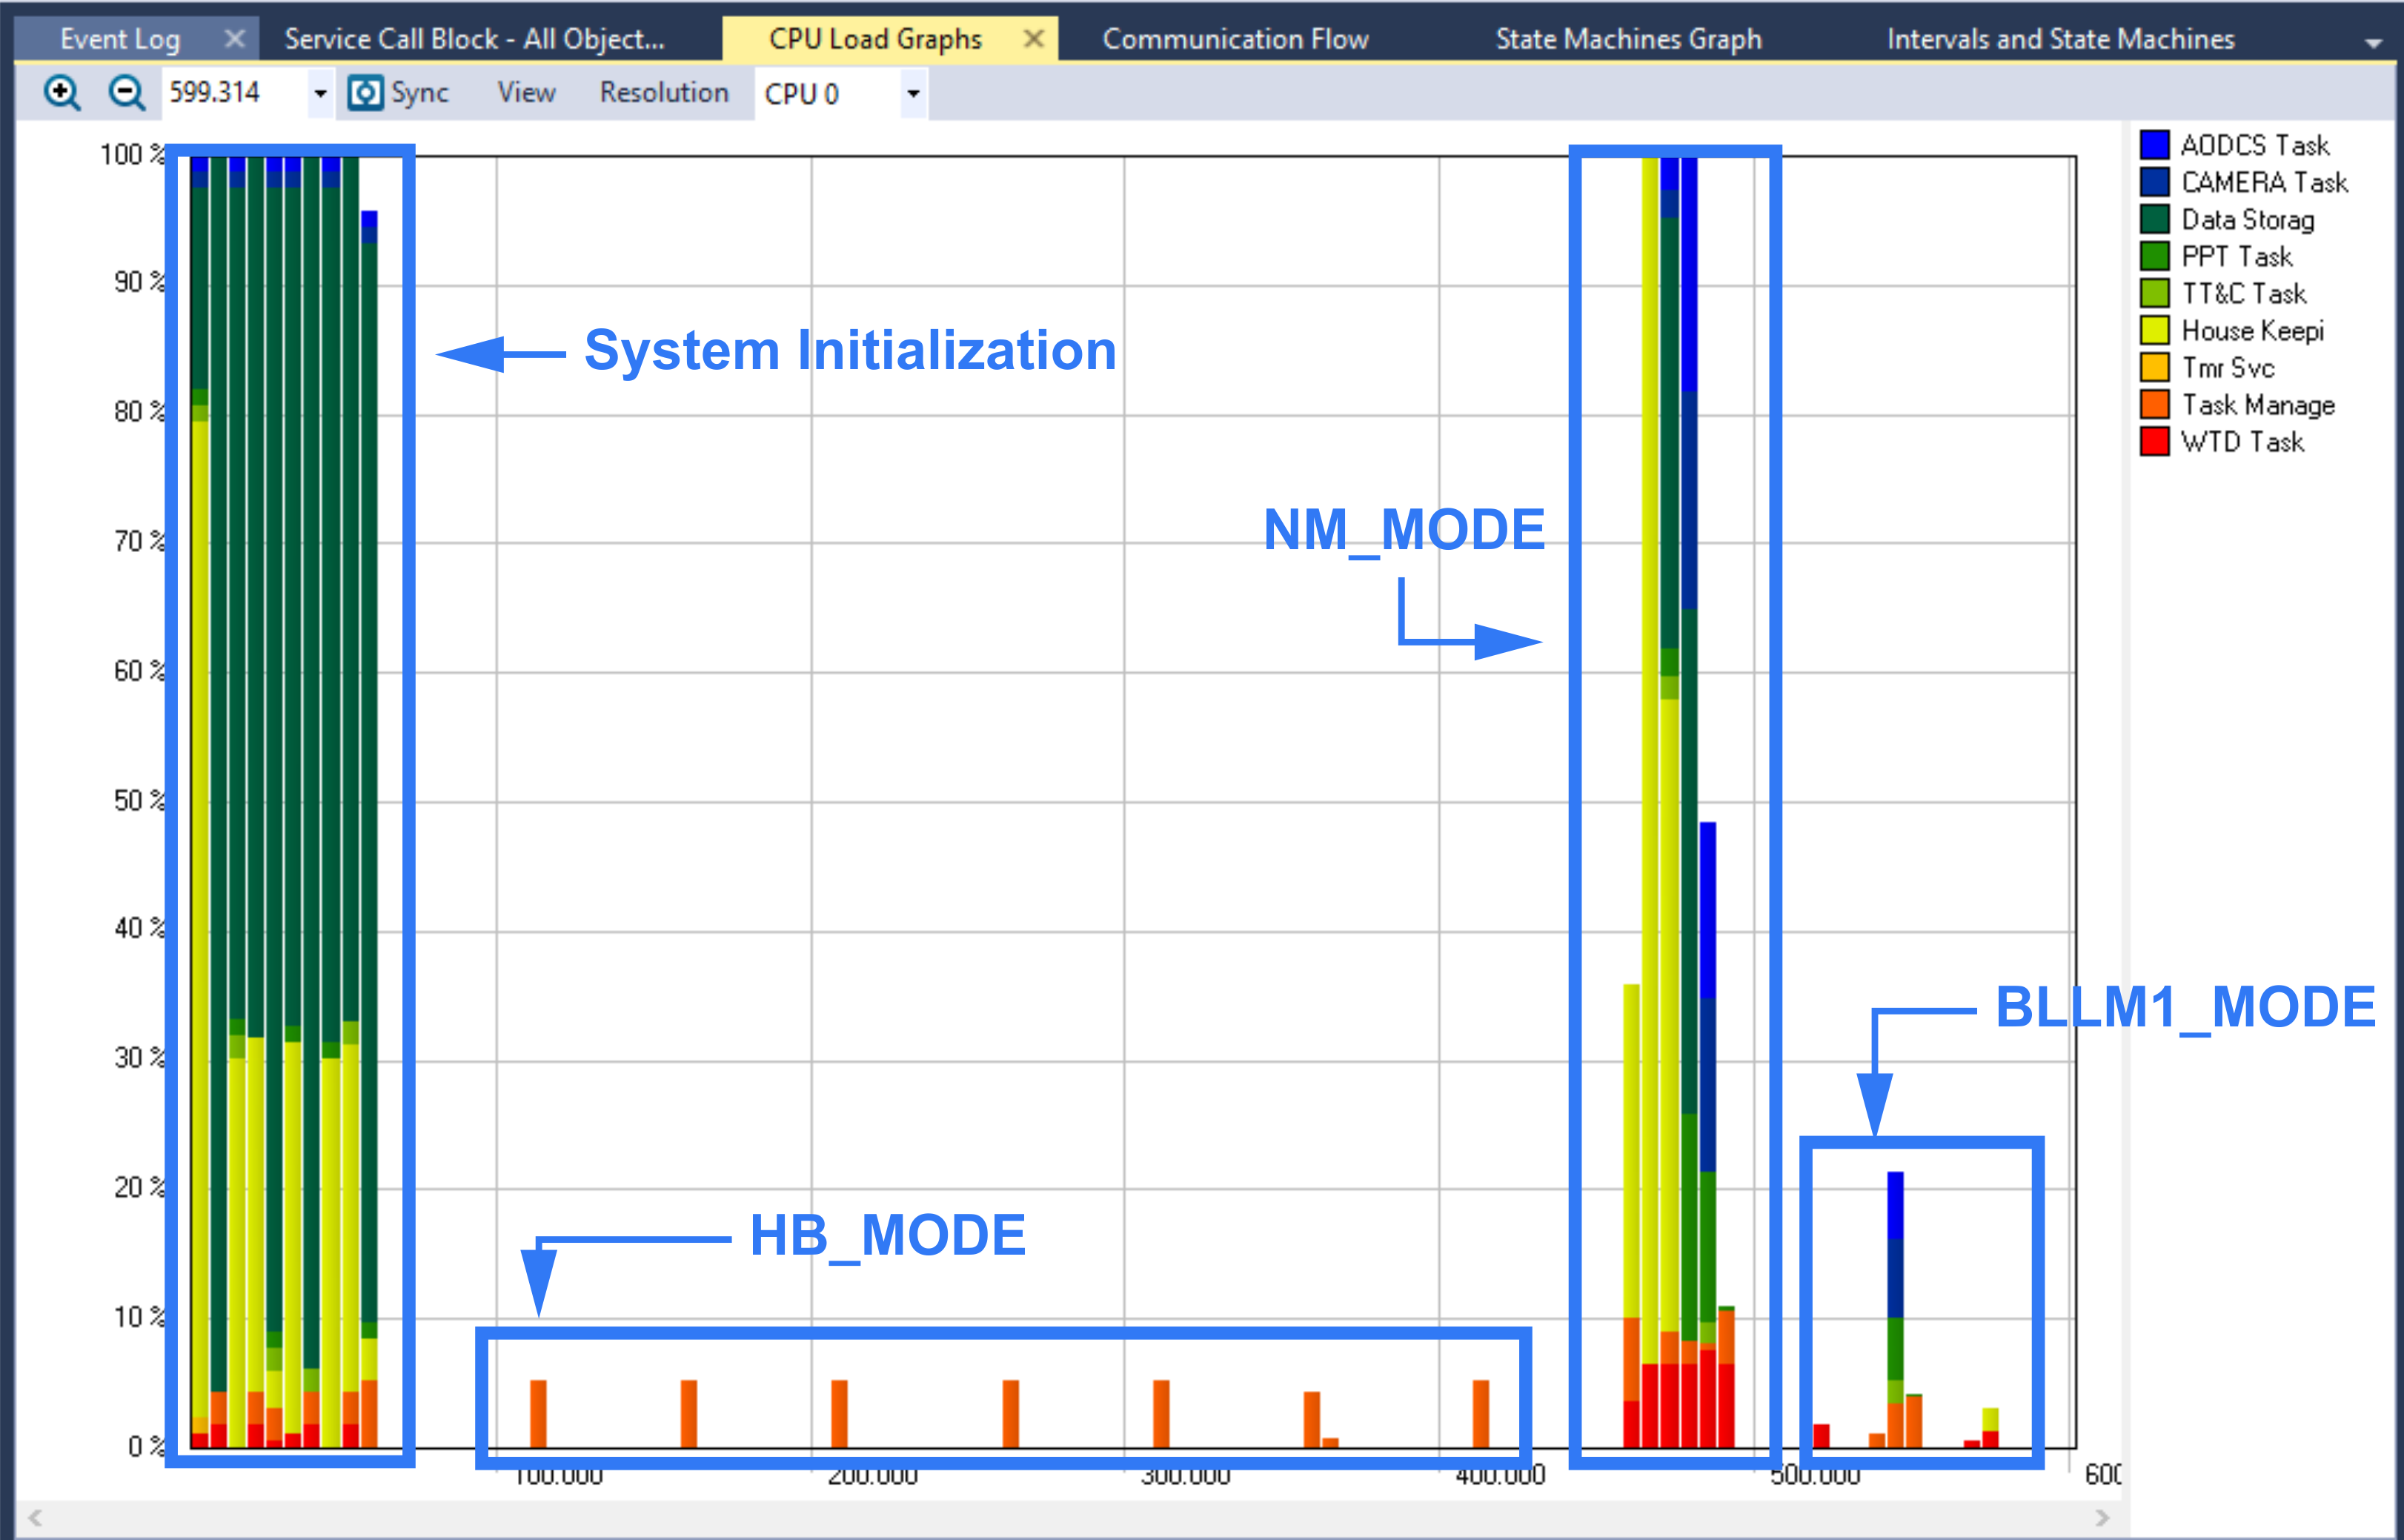 Event Log
Service Call Block - All Object...
CPU Load Graphs
Communication Flow
State Machines Graph
Intervals and State Machines
599.314 Sync View Resolution CPU 0
100 %
90 %
80 %
70 %
60 %
50 %
40 %
30 %
20 %
10 %
0 %
System Initialization
NM_MODE
BLLM1_MODE
HB_MODE
100.000
200.000
300.000
400.000
500.000
600
AODCS Task
CAMERA Task
Data Storag
PPT Task
TT&C Task
House Keepi
Tmr Svc
Task Manage
WTD Task